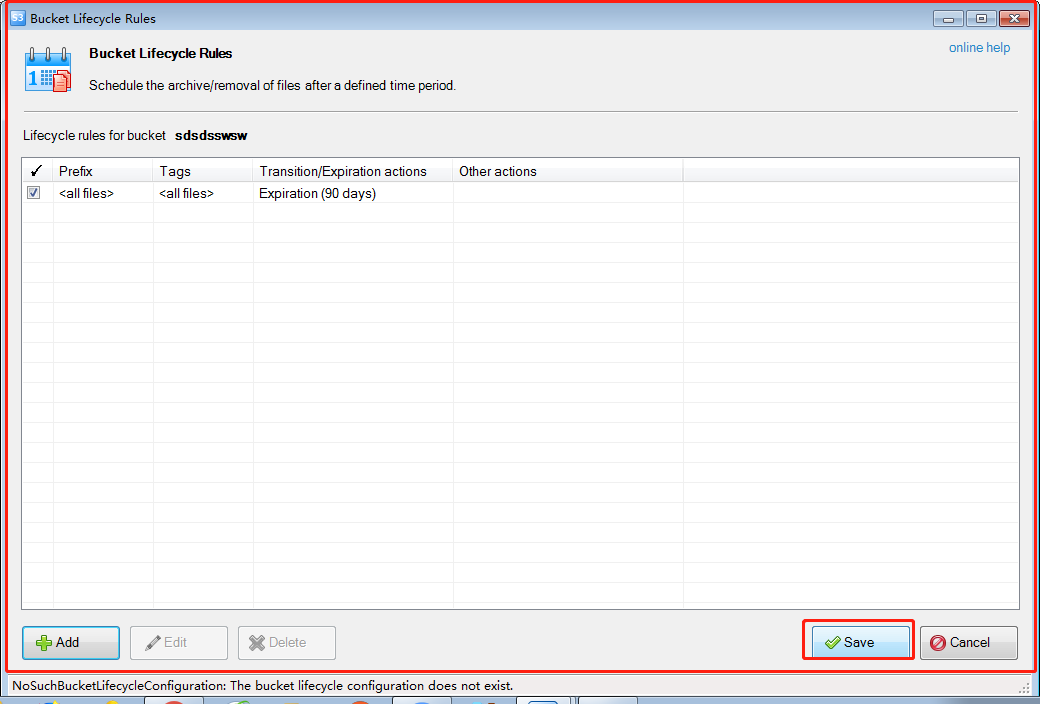 S3 Bucket Lifecycle Rules
Bucket Lifecycle Rules
online help
1
Schedule the archive/removal of files after a defined time period.
Lifecycle rules for bucket sdsdsswsw
Prefix Tags Transition/Expiration actions Other actions
<all files> <all files> Expiration (90 days)
Add Edit Delete Save Cancel
NoSuchBucketLifecycleConfiguration: The bucket lifecycle configuration does not exist.